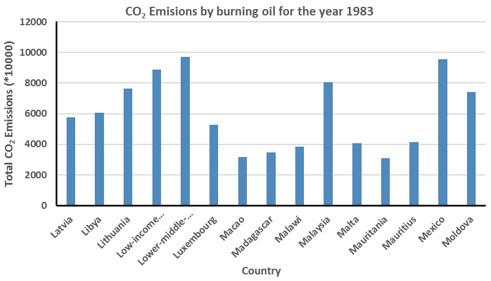 CO₂ Emisions by burning oil for the year 1983
Total CO₂ Emissions (*10000)
12000
10000
8000
6000
4000
2000
0
Latvia
Libya
Lithuania
Low-income...
Lower-middle-...
Luxembourg
Macao
Madagascar
Malawi
Malaysia
Malta
Mauritania
Mauritius
Mexico
Moldova
Country